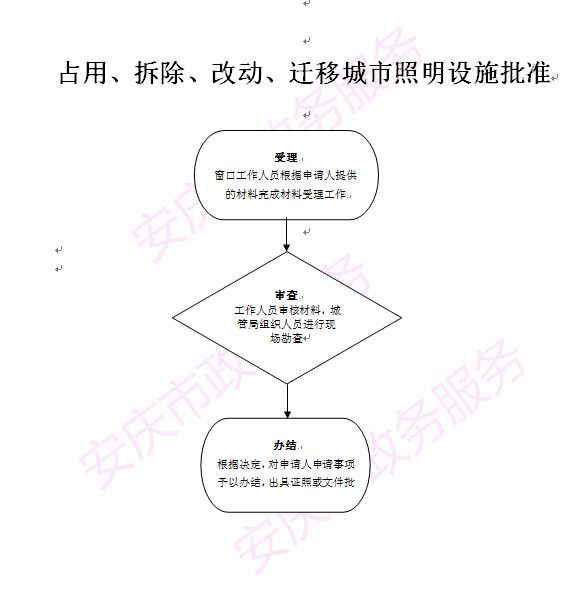 占用、拆除、改动、迁移城市照明设施批准
受理
窗口工作人员根据申请人提供
的材料完成材料受理工作.
审查
工作人员审核材料，城
管局组织人员进行现
场勘查
办结
根据决定，对申请人申请事项
予以办结，出具证照或文件批
安庆市政务服务
安庆市政务服务
安庆市政务服务